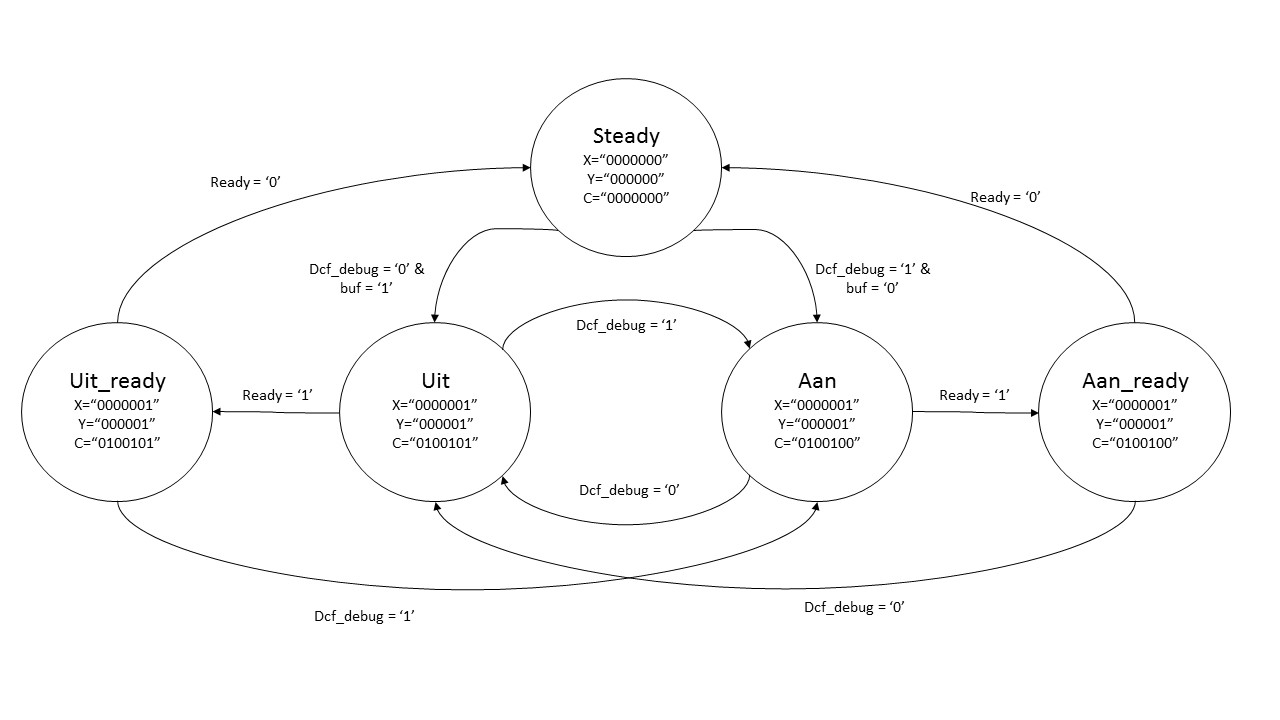 Steady
X=“0000000”
Y=“000000”
C=“0000000”
Ready = ‘0’
Ready = ‘0’
Dcf_debug = ‘0’ &
buf = ‘1’
Dcf_debug = ‘1’ &
buf = ‘0’
Dcf_debug = ‘1’
Uit_ready
X=“0000001”
Y=“000001”
C=“0100101”
Ready = ‘1’
Uit
X=“0000001”
Y=“000001”
C=“0100101”
Aan
X=“0000001”
Y=“000001”
C=“0100100”
Ready = ‘1’
Aan_ready
X=“0000001”
Y=“000001”
C=“0100100”
Dcf_debug = ‘0’
Dcf_debug = ‘1’
Dcf_debug = ‘0’